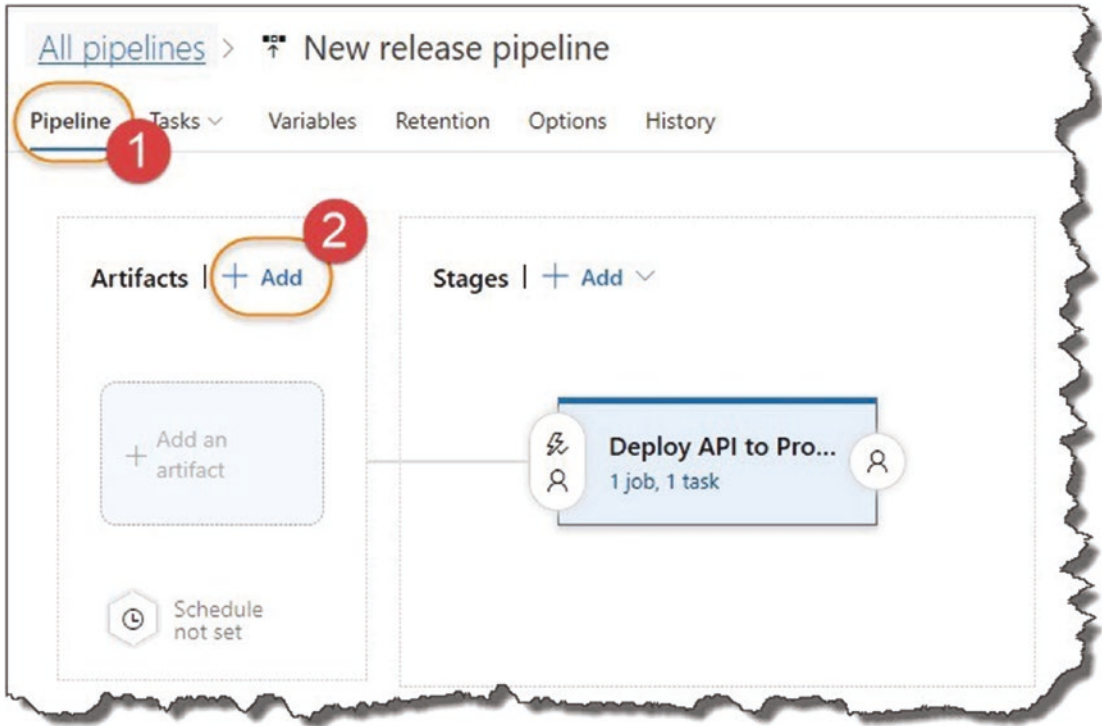 All pipelines > New release pipeline
Pipeline Tasks Variables Retention Options History
1
2
Artifacts | + Add
Stages | + Add
+ Add an
artifact
Deploy API to Pro...
1 job, 1 task
Schedule
not set